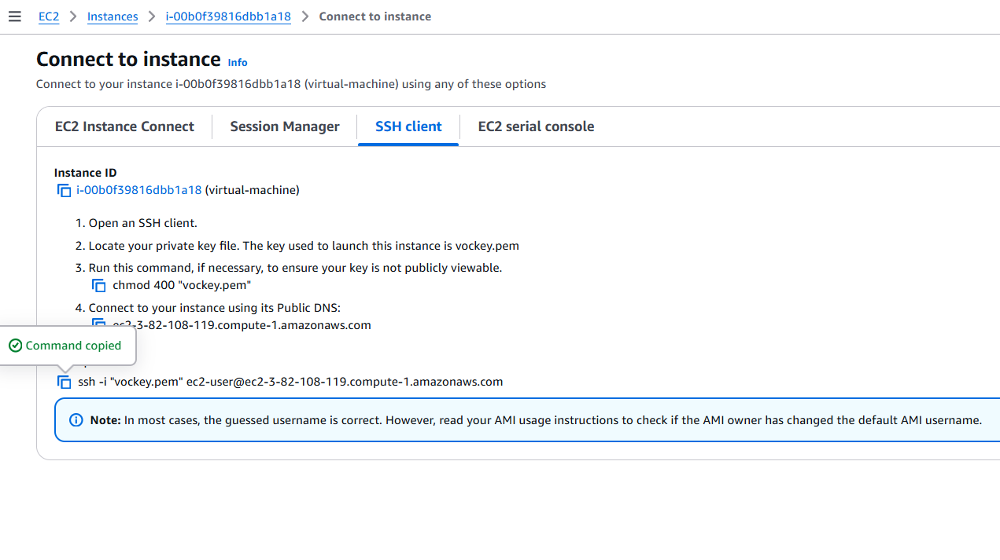 EC2 > Instances > i-00b0f39816dbb1a18 > Connect to instance
Connect to instance Info
Connect to your instance i-00b0f39816dbb1a18 (virtual-machine) using any of these options
EC2 Instance Connect Session Manager SSH client EC2 serial console
Instance ID
i-00b0f39816dbb1a18 (virtual-machine)
1. Open an SSH client.
2. Locate your private key file. The key used to launch this instance is vockey.pem
3. Run this command, if necessary, to ensure your key is not publicly viewable.
chmod 400 "vockey.pem"
4. Connect to your instance using its Public DNS:
ec2-3-82-108-119.compute-1.amazonaws.com
Command copied
ssh -i "vockey.pem" ec2-user@ec2-3-82-108-119.compute-1.amazonaws.com
Note: In most cases, the guessed username is correct. However, read your AMI usage instructions to check if the AMI owner has changed the default AMI username.